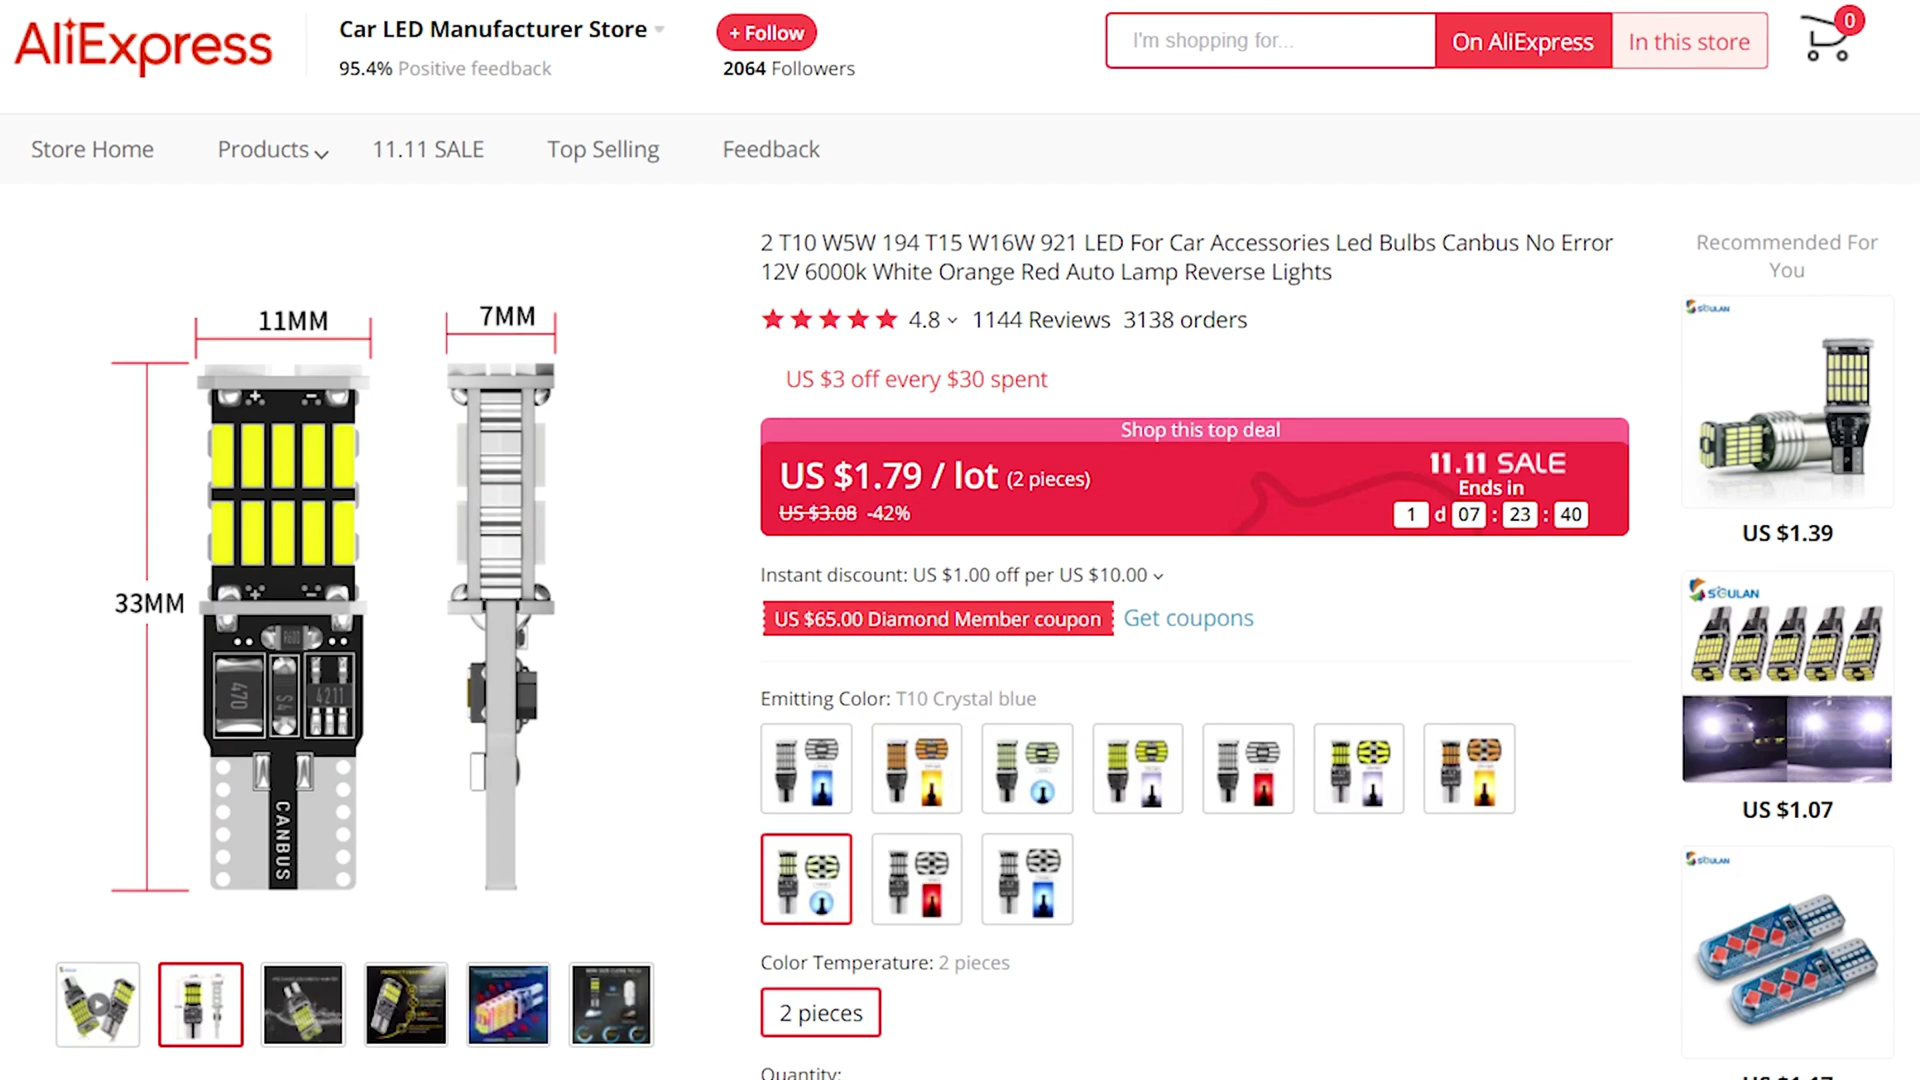 AliExpress
Car LED Manufacturer Store
95.4% Positive feedback
+ Follow
2064 Followers
I'm shopping for...
On AliExpress
In this store
0
Store Home
Products
11.11 SALE
Top Selling
Feedback
11MM
7MM
33MM
R600
470
S4
4211
CANBUS
2 T10 W5W 194 T15 W16W 921 LED For Car Accessories Led Bulbs Canbus No Error
12V 6000k White Orange Red Auto Lamp Reverse Lights
4.8
1144 Reviews
3138 orders
US $3 off every $30 spent
Shop this top deal
US $1.79 / lot (2 pieces)
US $3.08 -42%
11.11 SALE
Ends in
1 d 07 : 23 : 40
Instant discount: US $1.00 off per US $10.00
US $65.00 Diamond Member coupon
Get coupons
Emitting Color: T10 Crystal blue
Color Temperature: 2 pieces
2 pieces
Quantity:
Recommended For
You
US $1.39
US $1.07